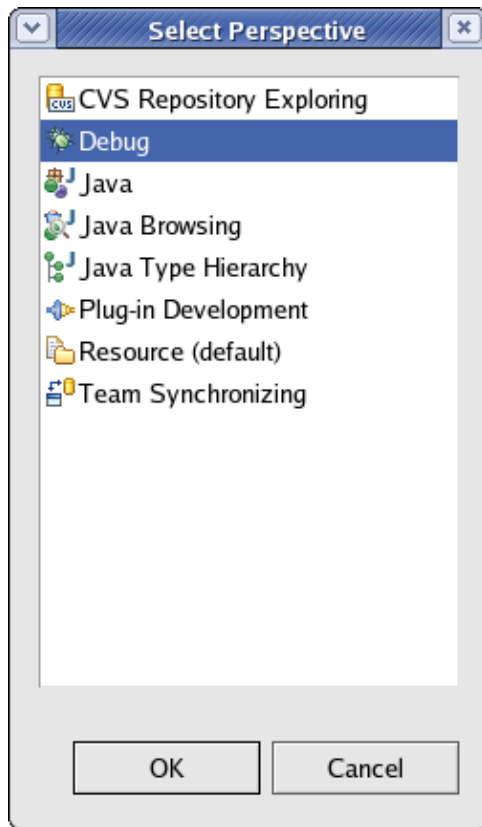 Select Perspective
CVS CVS Repository Exploring
Debug
J Java
J Java Browsing
J Java Type Hierarchy
Plug-in Development
Resource (default)
Team Synchronizing
OK Cancel